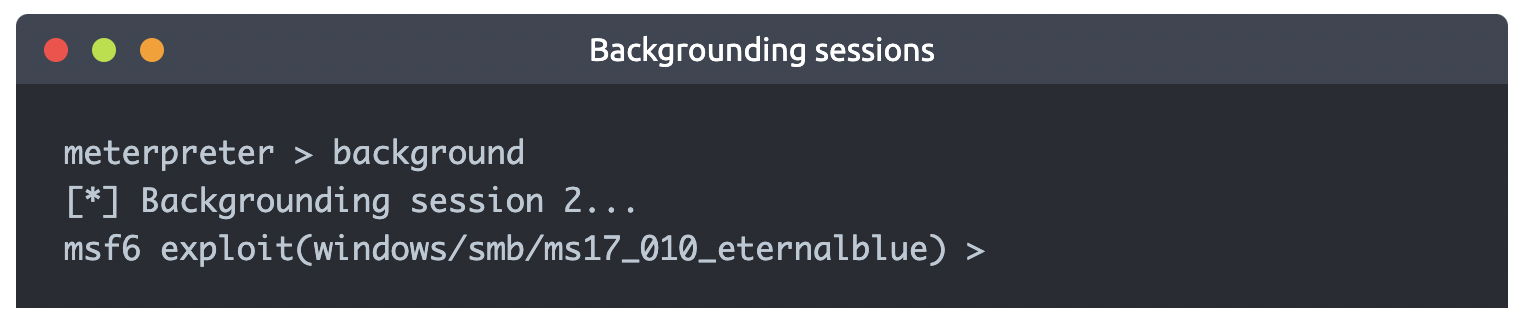 Backgrounding sessions
meterpreter > background
[*] Backgrounding session 2...
msf6 exploit(windows/smb/ms17_010_eternalblue) >